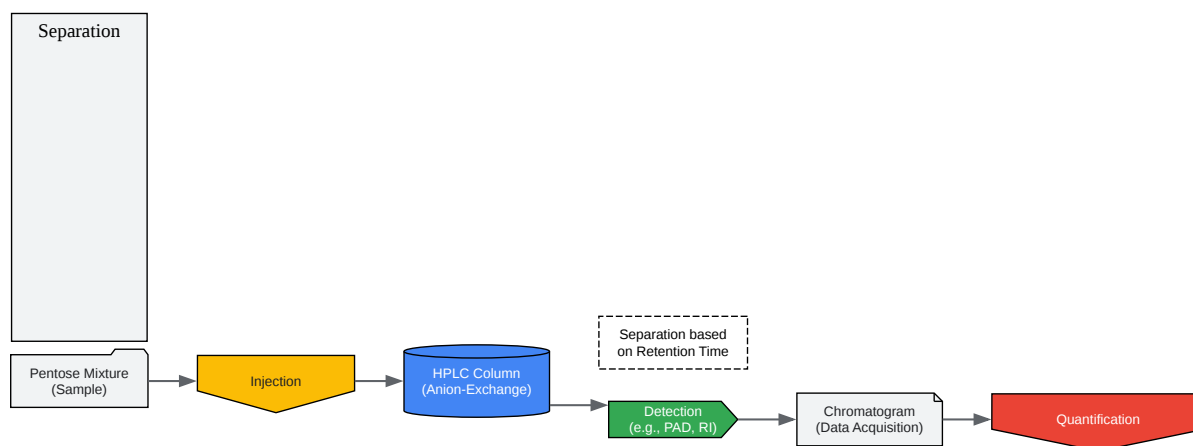 Separation
Pentose Mixture
(Sample)
Injection
HPLC Column
(Anion-Exchange)
Separation based
on Retention Time
Detection
(e.g., PAD, RI)
Chromatogram
(Data Acquisition)
Quantification